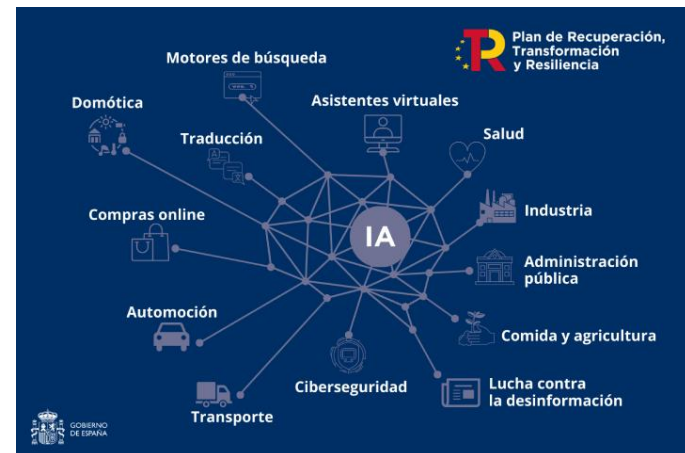 Plan de Recuperación,
Transformación
y Resiliencia
Motores de búsqueda
Asistentes virtuales
Domótica
Traducción
Salud
Compras online
Industria
IA
Administración
pública
Automoción
Comida y agricultura
Ciberseguridad
Lucha contra
la desinformación
Transporte
GOBIERNO
DE ESPAÑA